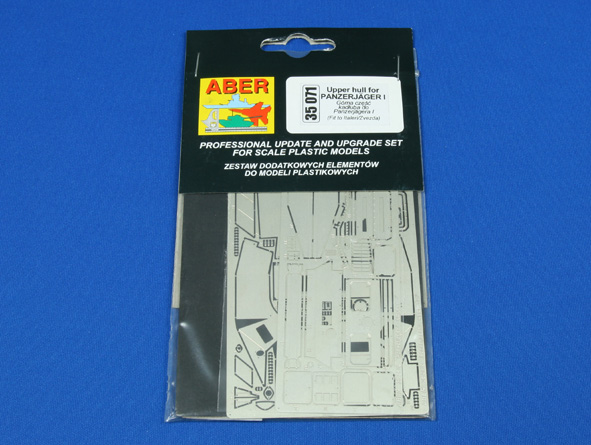 ABER
35 071
Upper hull for
PANZERJÄGER I
Górna część
kadłuba do
Panzerjägera I
(Fit to Italeri/Zvezda)
PROFESSIONAL UPDATE AND UPGRADE SET
FOR SCALE PLASTIC MODELS
ZESTAW DODATKOWYCH ELEMENTÓW
DO MODELI PLASTIKOWYCH